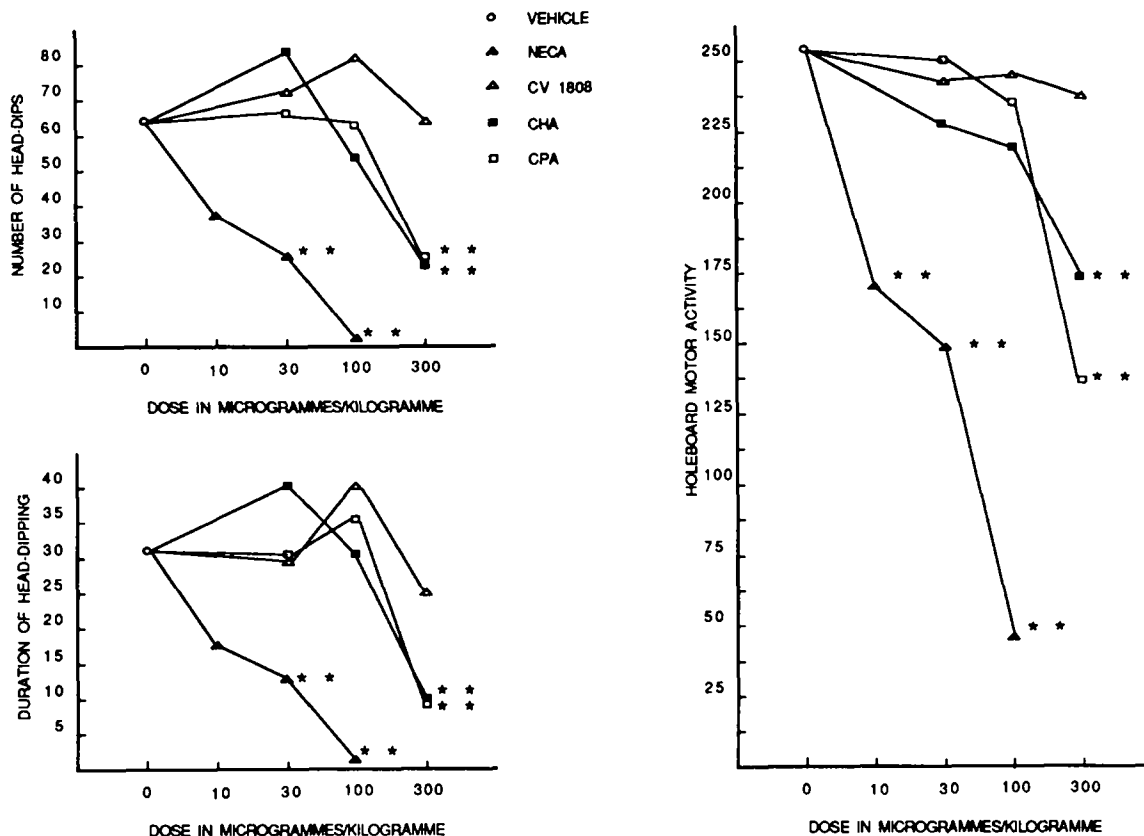 VEHICLE
NECA
CV 1808
CHA
CPA
NUMBER OF HEAD-DIPS
80
70
60
50
40
30
20
10
* *
* *
* *
* *
0 10 30 100 300
DOSE IN MICROGRAMMES/KILOGRAMME
DURATION OF HEAD-DIPPING
40
35
30
25
20
15
10
5
* *
* *
* *
* *
0 10 30 100 300
DOSE IN MICROGRAMMES/KILOGRAMME
HOLEBOARD MOTOR ACTIVITY
250
225
200
175
150
125
100
75
50
25
* *
* *
* *
* *
* *
0 10 30 100 300
DOSE IN MICROGRAMMES/KILOGRAMME